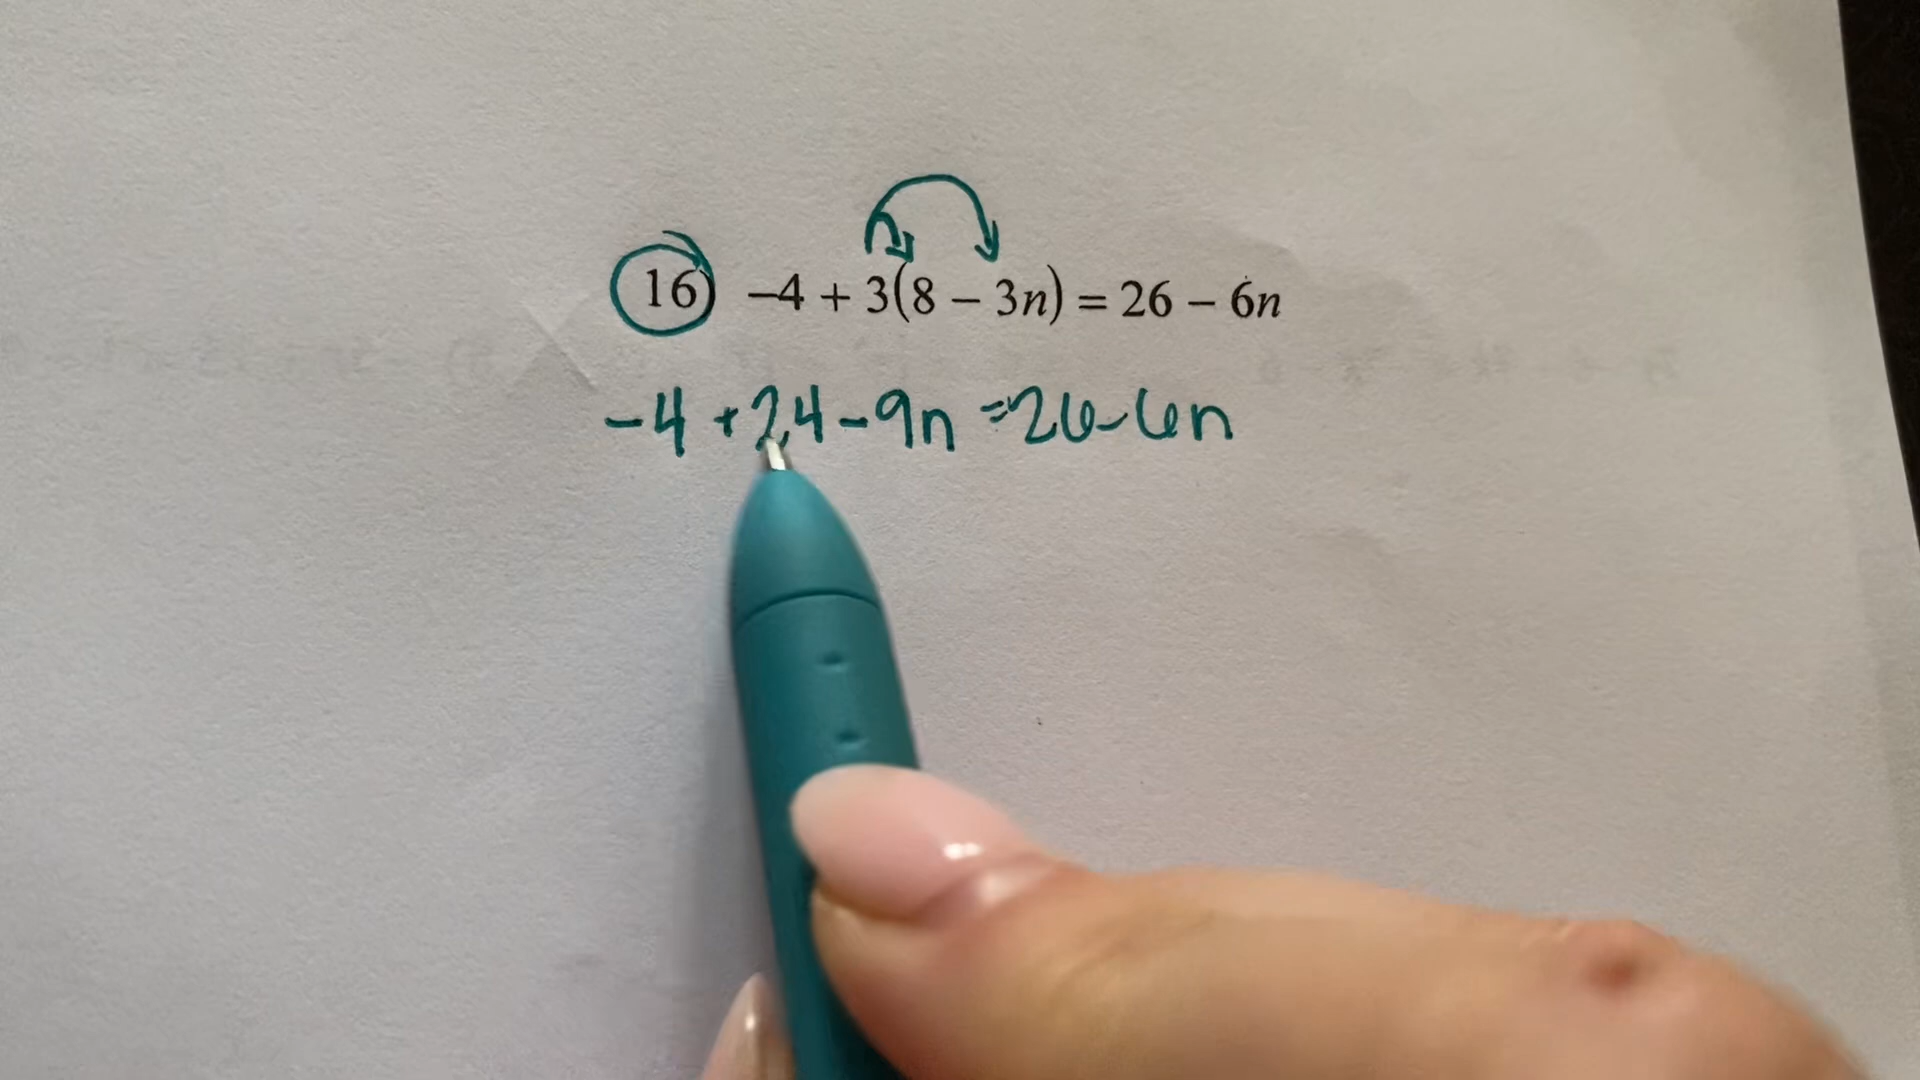 16) –4 + 3(8 – 3n) = 26 – 6n
-4 +24-9n =26-6n